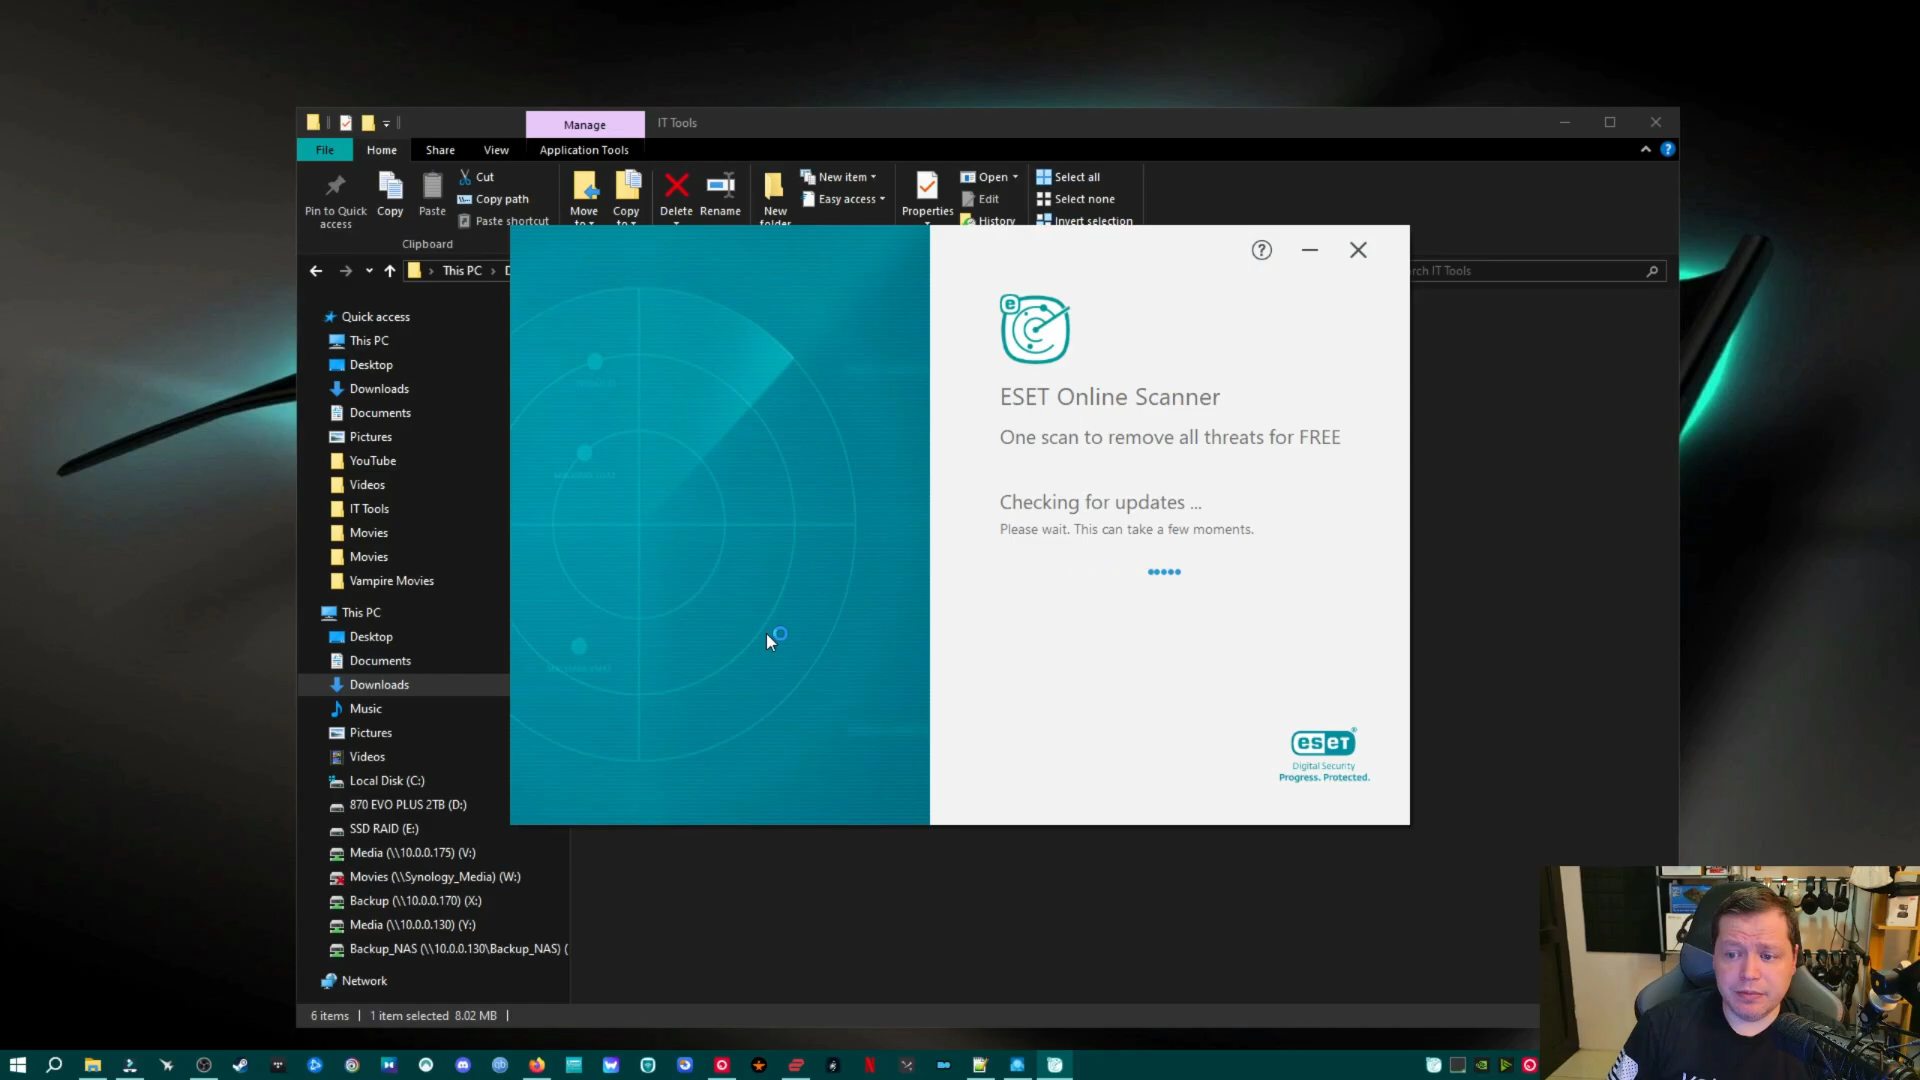 Manage
IT Tools
File
Home
Share
View
Application Tools
Pin to Quick access
Copy
Paste
Cut
Copy path
Paste shortcut
Move to
Copy to
Delete
Rename
New folder
New item
Easy access
Properties
Open
Edit
History
Select all
Select none
Invert selection
Clipboard
This PC
rch IT Tools
Quick access
This PC
Desktop
Downloads
Documents
Pictures
YouTube
Videos
IT Tools
Movies
Movies
Vampire Movies
This PC
Desktop
Documents
Downloads
Music
Pictures
Videos
Local Disk (C:)
870 EVO PLUS 2TB (D:)
SSD RAID (E:)
Media (\\10.0.0.175) (V:)
Movies (\\Synology_Media) (W:)
Backup (\\10.0.0.170) (X:)
Media (\\10.0.0.130) (Y:)
Backup_NAS (\\10.0.0.130\Backup_NAS) (
Network
6 items
1 item selected 8.02 MB
ESET Online Scanner
One scan to remove all threats for FREE
Checking for updates ...
Please wait. This can take a few moments.
eseT
Digital Security
Progress. Protected.